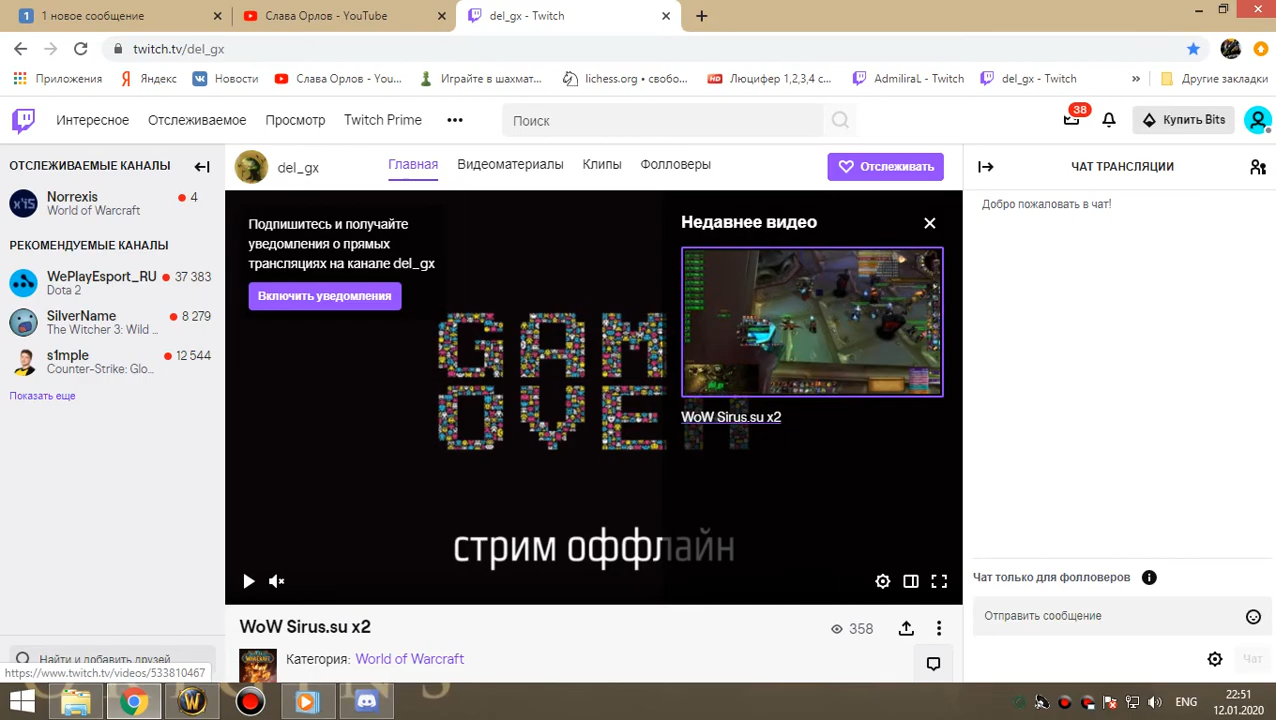 1 новое сообщение
Слава Орлов - YouTube
del_gx - Twitch
twitch.tv/del_gx
Приложения
Яндекс
Новости
Слава Орлов - You...
Играйте в шахмат...
lichess.org • свобо...
HD Люцифер 1,2,3,4 с...
AdmiliraL - Twitch
del_gx - Twitch
»
Другие закладки
Интересное
Отслеживаемое
Просмотр
Twitch Prime
•••
Поиск
38
Купить Bits
ОТСЛЕЖИВАЕМЫЕ КАНАЛЫ
Norrexis
4
World of Warcraft
РЕКОМЕНДУЕМЫЕ КАНАЛЫ
WePlayEsport_RU
37 383
Dota 2
SilverName
8 279
The Witcher 3: Wild ...
s1mple
12 544
Counter-Strike: Glo...
Показать еще
Найти и добавить друзей
https://www.twitch.tv/videos/533810467
del_gx
Главная
Видеоматериалы
Клипы
Фолловеры
Отслеживать
Подпишитесь и получайте
уведомления о прямых
трансляциях на канале del_gx
Включить уведомления
Недавнее видео
WoW Sirus.su x2
GAM
OVER
стрим оффлайн
WoW Sirus.su x2
358
Категория: World of Warcraft
ЧАТ ТРАНСЛЯЦИИ
Добро пожаловать в чат!
Чат только для фолловеров
Отправить сообщение
Чат
ENG
22:51
12.01.2020